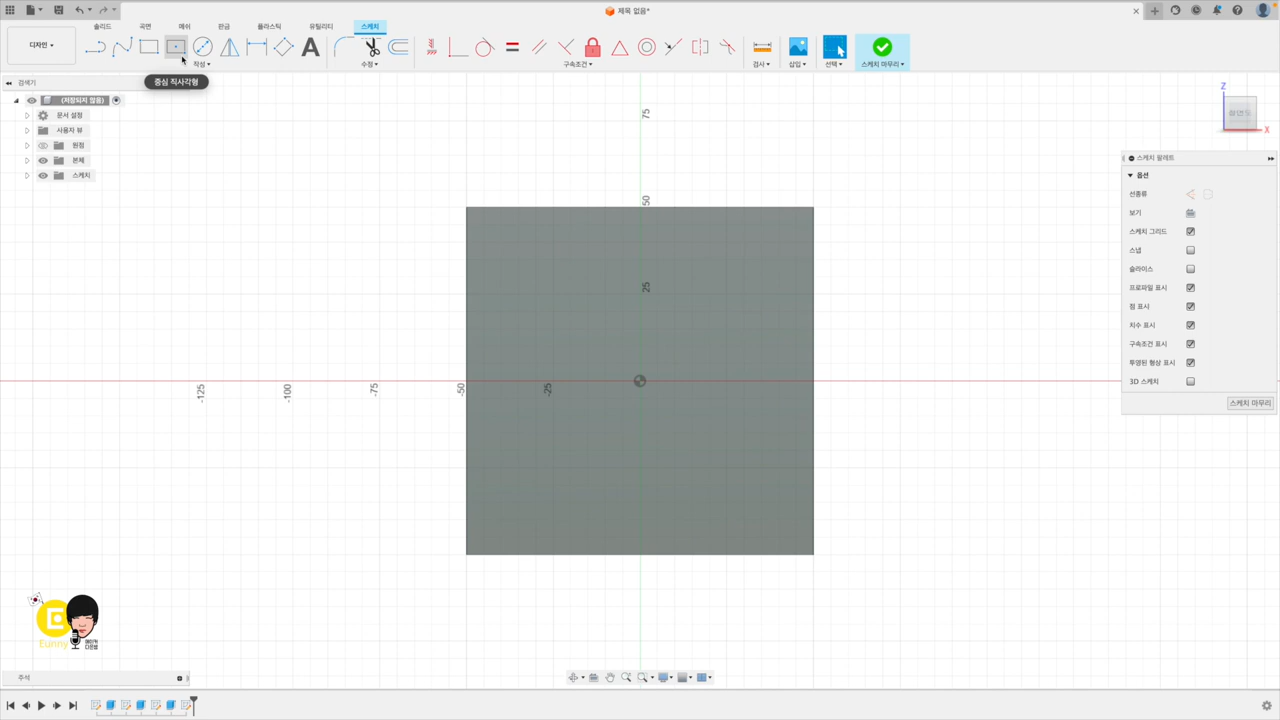 제목 없음*
솔리드
곡면
메쉬
판금
플라스틱
유틸리티
스케치
디자인
작성
수정
구속조건
검사
삽입
선택
스케치 마무리
중심 직사각형
검색기
(저장되지 않음)
문서 설정
사용자 뷰
원점
본체
스케치
75
50
25
-125
-100
-75
-50
-25
Z
X
스케치 팔레트
옵션
선종류
보기
스케치 그리드
스냅
슬라이스
프로파일 표시
점 표시
치수 표시
구속조건 표시
투영된 형상 표시
3D 스케치
스케치 마무리
Eunny
주석